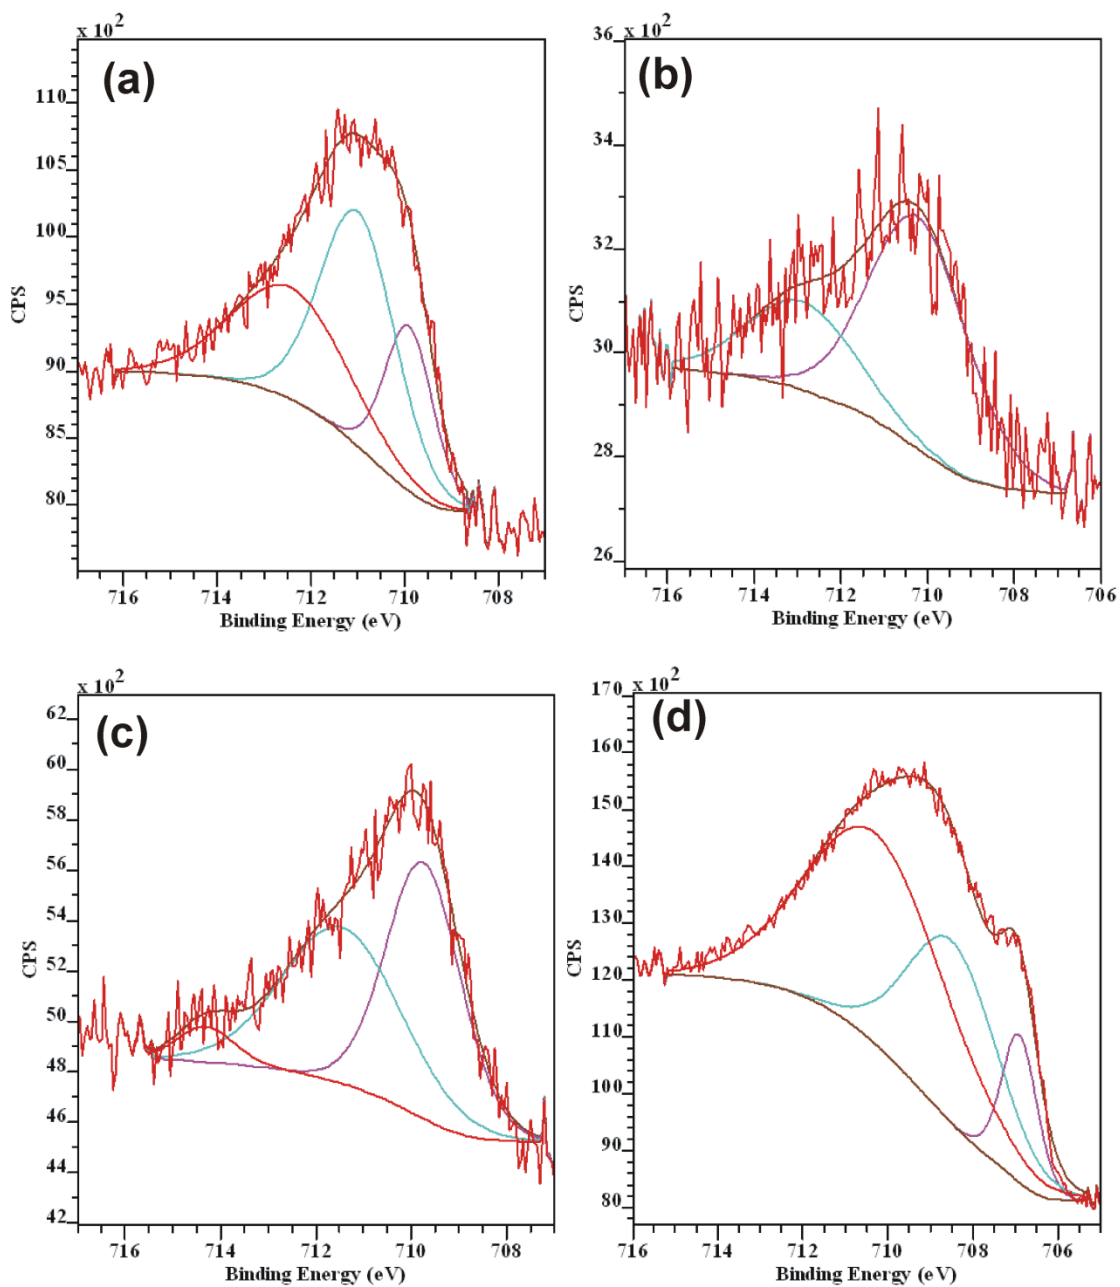 x 10²
(a)
CPS
110
105
100
95
90
85
80
716 714 712 710 708
Binding Energy (eV)
x 10²
(b)
CPS
36
34
32
30
28
26
716 714 712 710 708 706
Binding Energy (eV)
x 10²
(c)
CPS
62
60
58
56
54
52
50
48
46
44
42
716 714 712 710 708
Binding Energy (eV)
x 10²
(d)
CPS
170
160
150
140
130
120
110
100
90
80
716 714 712 710 708 706
Binding Energy (eV)